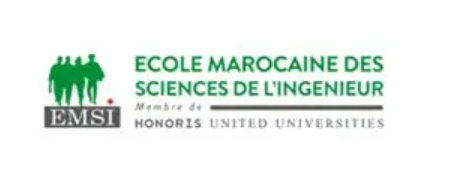 EMSI
ECOLE MAROCAINE DES
SCIENCES DE L'INGENIEUR
Membre de
HONORIS UNITED UNIVERSITIES